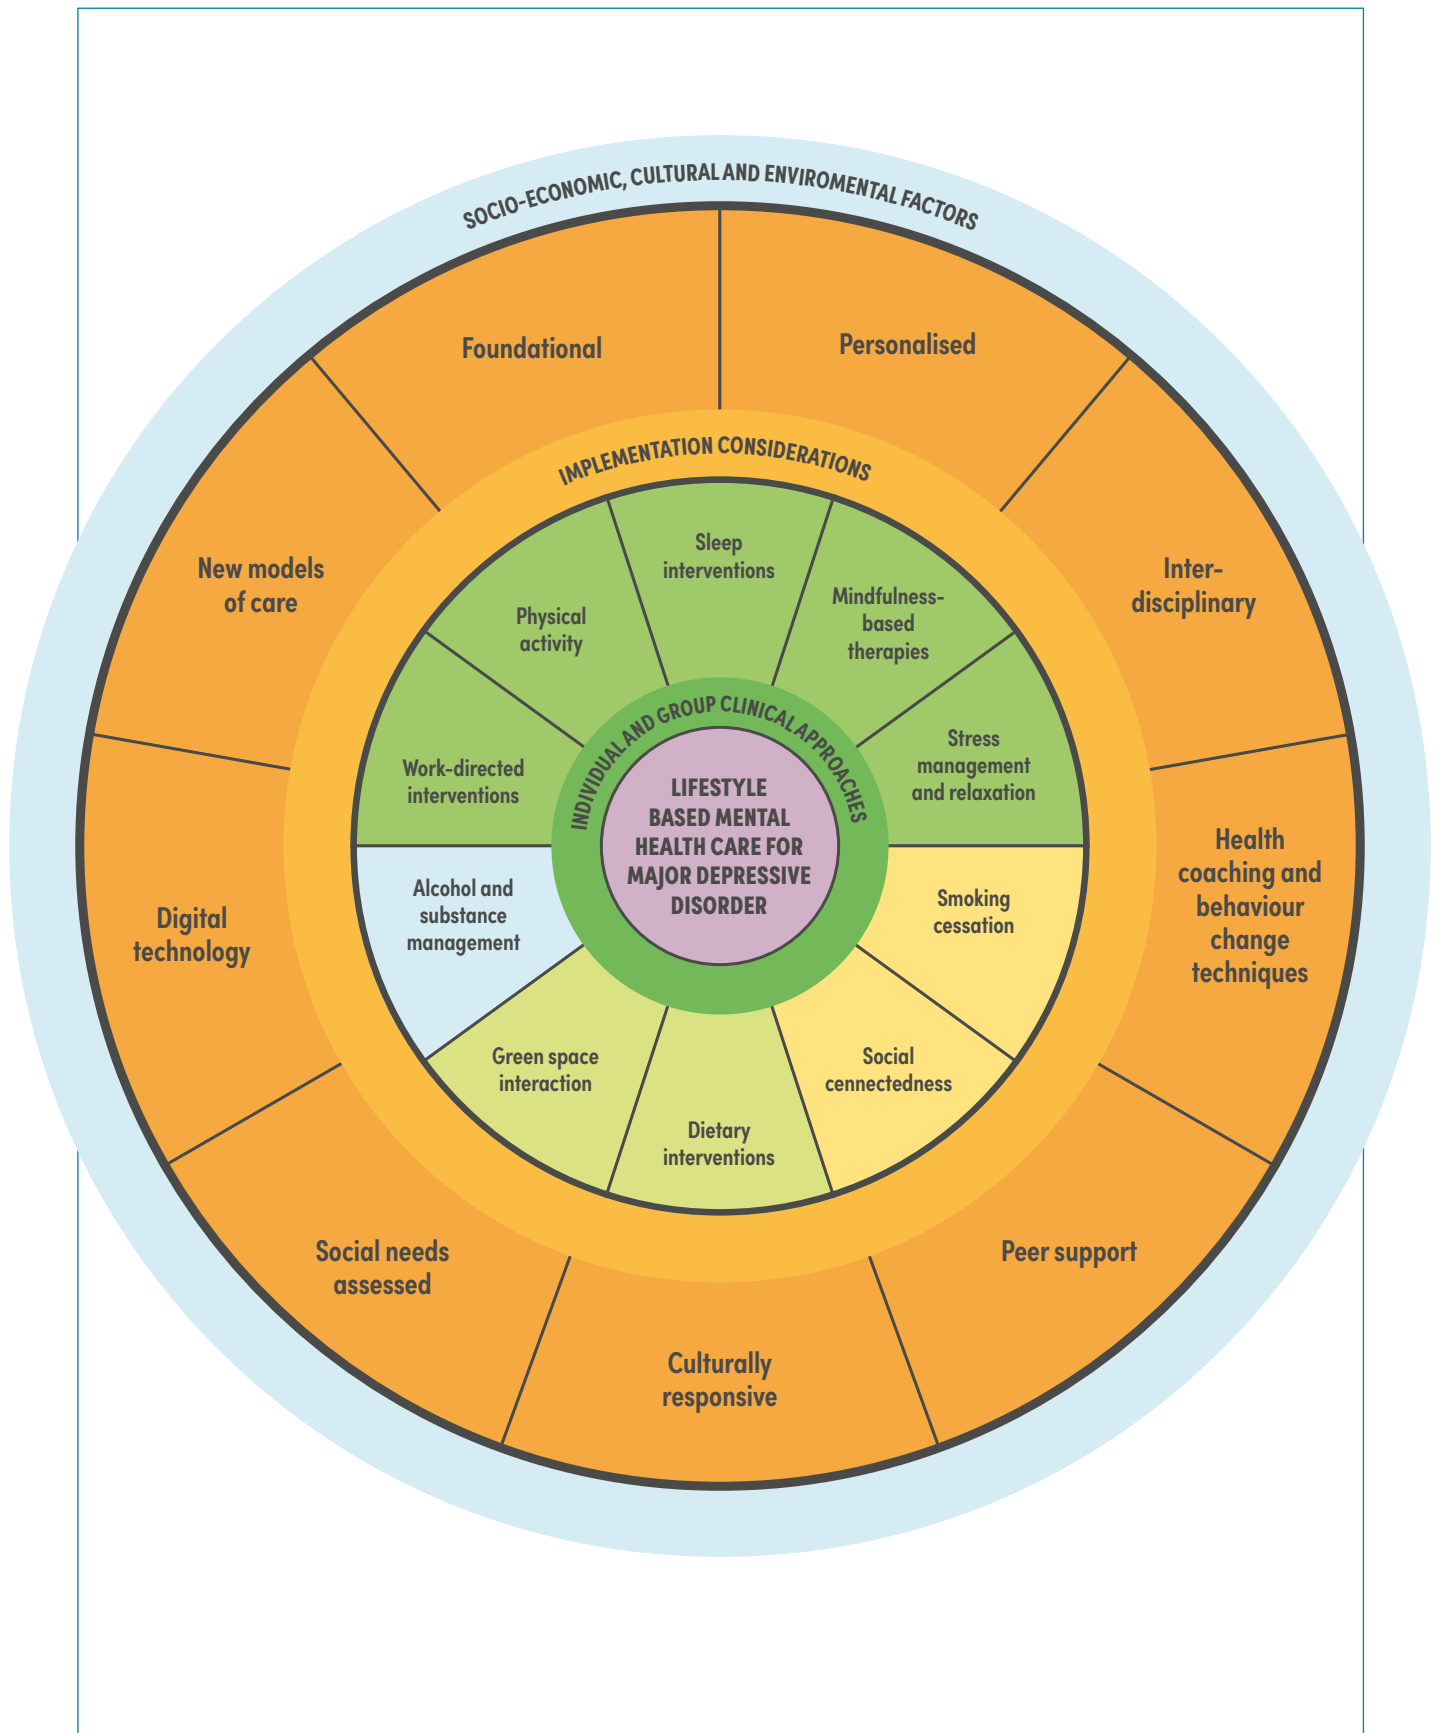 SOCIO-ECONOMIC, CULTURAL AND ENVIROMENTAL FACTORS
Foundational
Personalised
IMPLEMENTATION CONSIDERATIONS
New models
of care
Inter-
disciplinary
Sleep
interventions
Physical
activity
Mindfulness-
based
therapies
Work-directed
interventions
Stress
management
and relaxation
INDIVIDUAL AND GROUP CLINICAL APPROACHES
LIFESTYLE
BASED MENTAL
HEALTH CARE FOR
MAJOR DEPRESSIVE
DISORDER
Health
coaching and
behaviour
change
techniques
Digital
technology
Alcohol and
substance
management
Smoking
cessation
Green space
interaction
Social
cennectedness
Dietary
interventions
Social needs
assessed
Peer support
Culturally
responsive